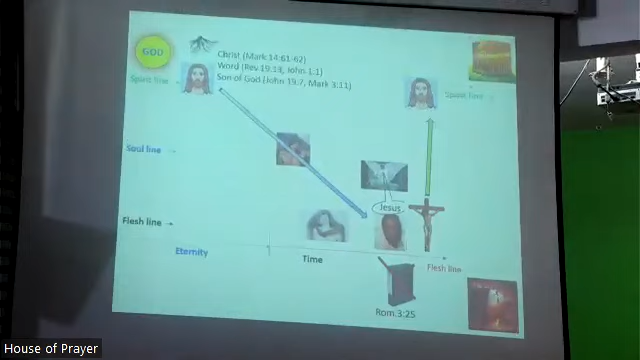 GOD
Christ (Mark 14:61-62)
Word (Rev 19:13, John 1:1)
Son of God (John 19:7, Mark 3:11)
Spirit line
Spirit line
Soul line
Jesus
Flesh line
Eternity
Time
Flesh line
Rom.3:25
House of Prayer